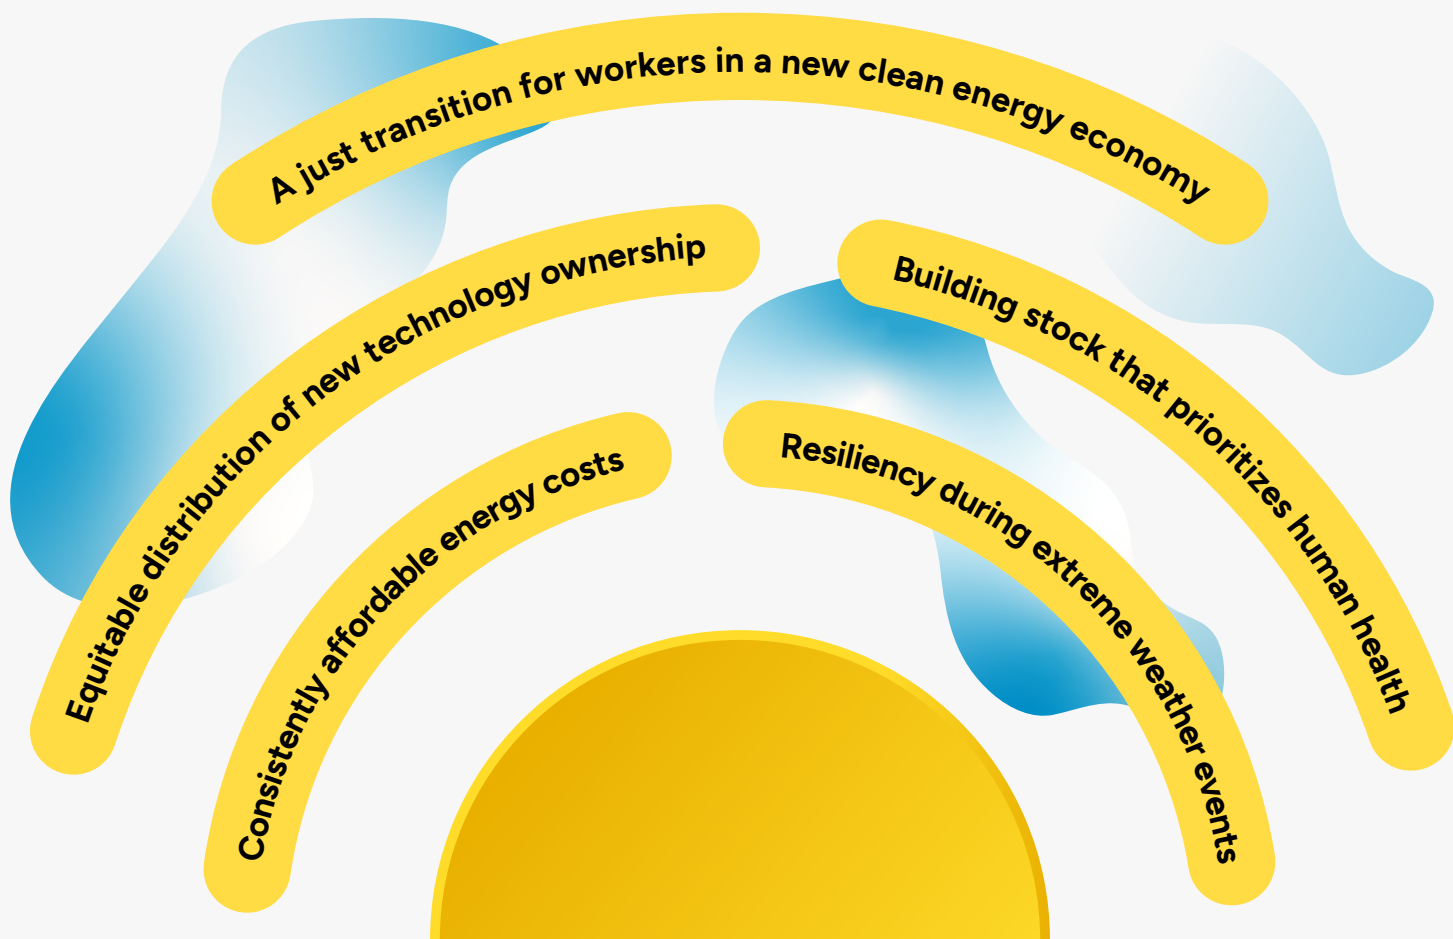 A just transition for workers in a new clean energy economy
Equitable distribution of new technology ownership
Building stock that prioritizes human health
Consistently affordable energy costs
Resiliency during extreme weather events